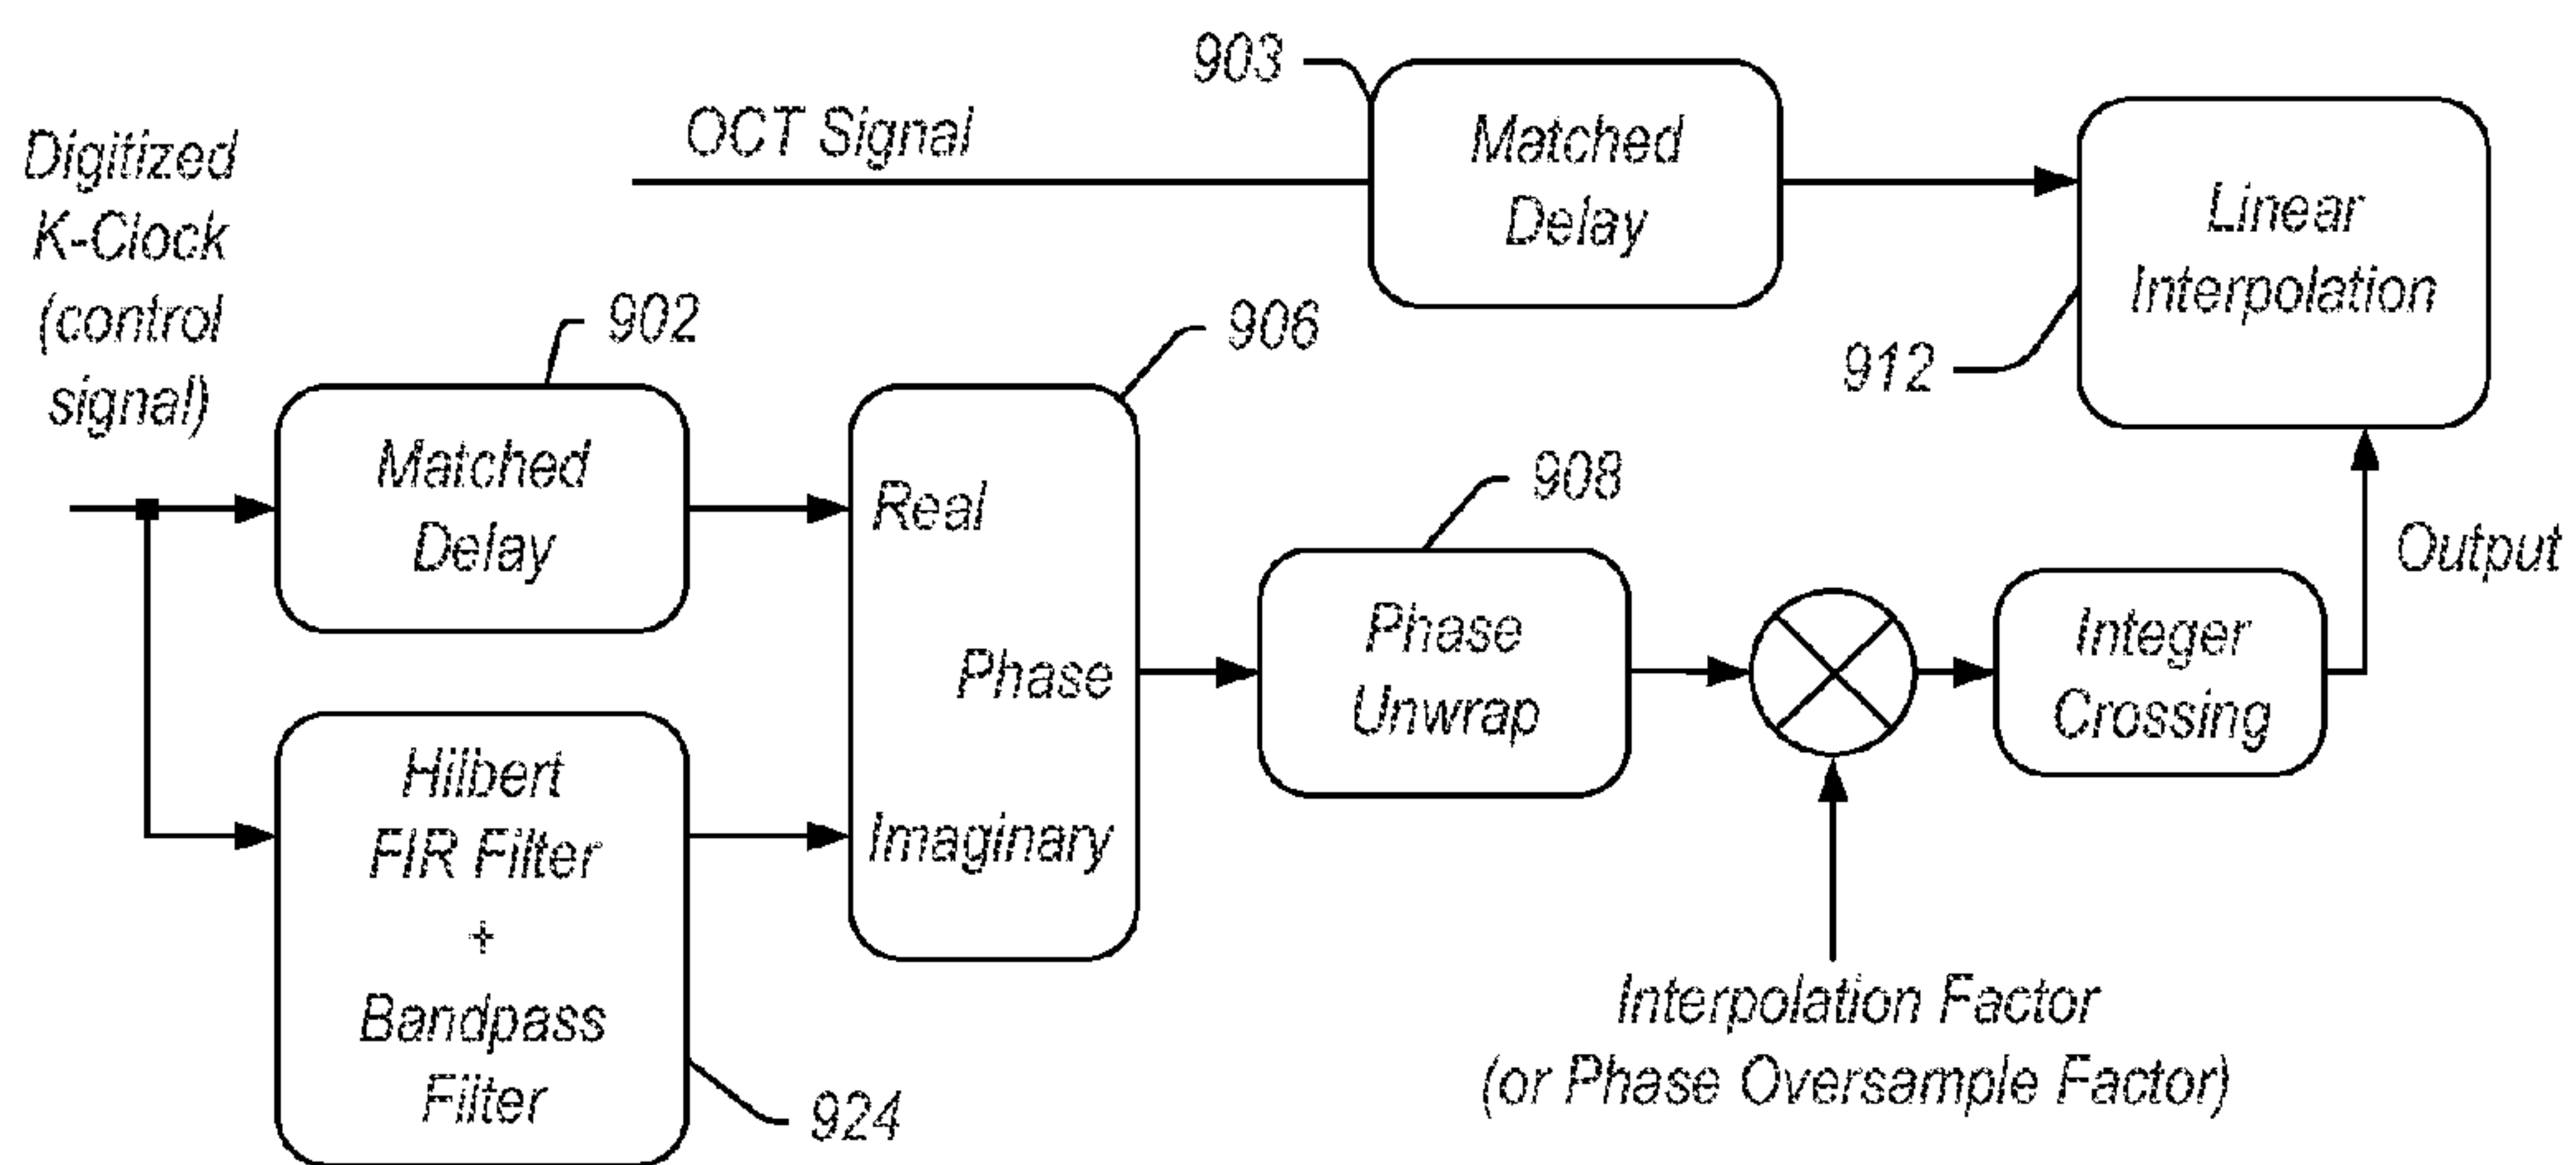 903
OCT Signal
Matched
Delay
Linear
Interpolation
912
Digitized
K-Clock
(control
signal)
902
Matched
Delay
906
Real
Phase
Imaginary
908
Phase
Unwrap
Integer
Crossing
Output
Hilbert
FIR Filter
+
Bandpass
Filter
924
Interpolation Factor
(or Phase Oversample Factor)